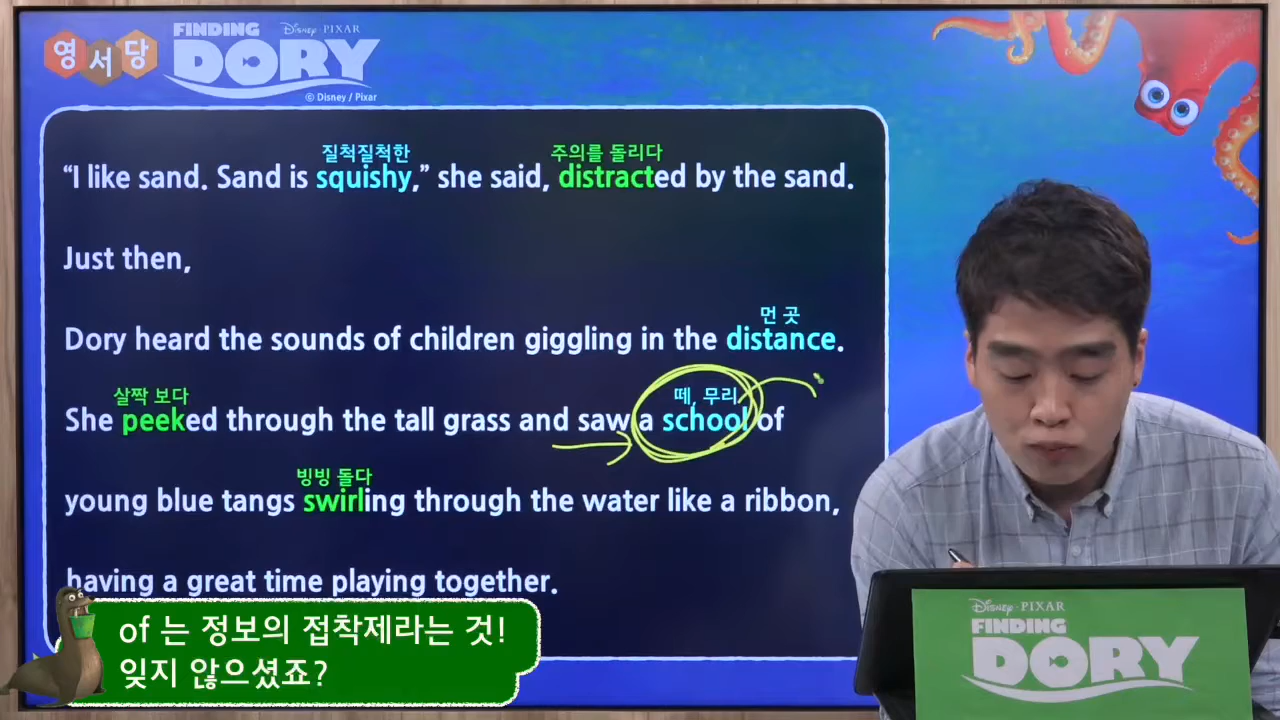 영서당
FINDING
DORY
Disney · PIXAR
© Disney / Pixar
질척질척한 주의를 돌리다
“I like sand. Sand is squishy,” she said, distracted by the sand.
Just then,
먼 곳
Dory heard the sounds of children giggling in the distance.
살짝 보다 떼, 무리
She peeked through the tall grass and saw a school of
빙빙 돌다
young blue tangs swirling through the water like a ribbon,
having a great time playing together.
of 는 정보의 접착제라는 것!
잊지 않으셨죠?
Disney · PIXAR
FINDING
DORY